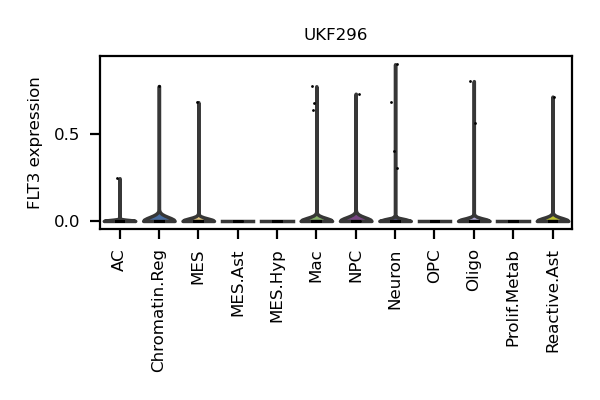 UKF296
FLT3 expression
0.5
0.0
AC
Chromatin.Reg
MES
MES.Ast
MES.Hyp
Mac
NPC
Neuron
OPC
Oligo
Prolif.Metab
Reactive.Ast